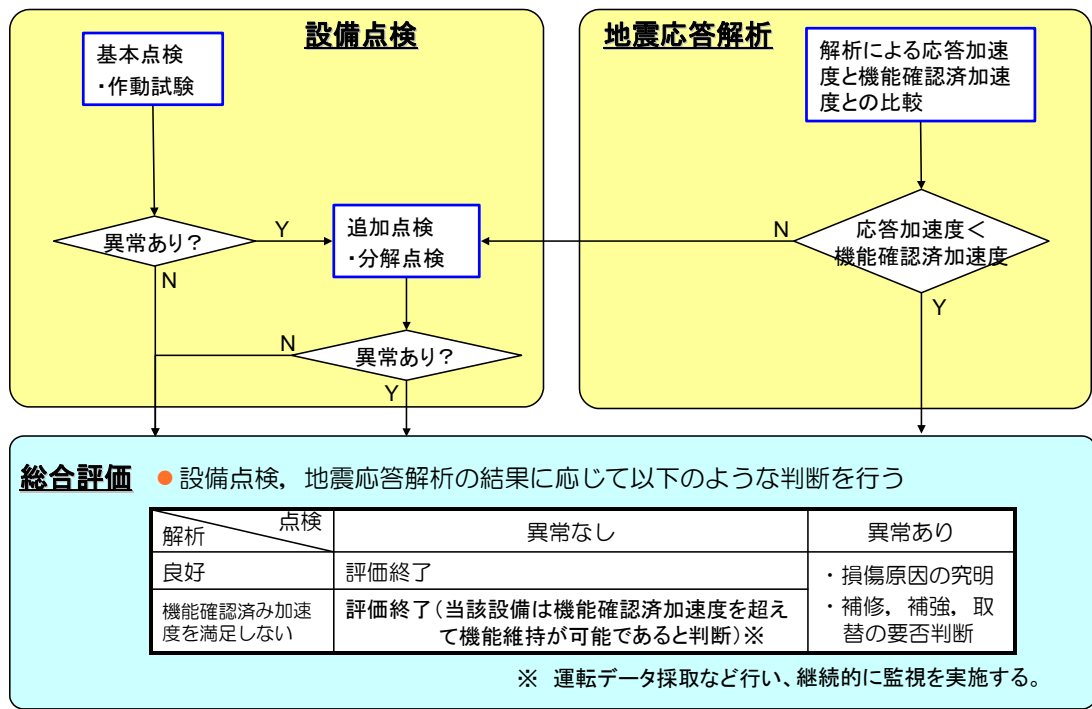 設備点検
基本点検
・作動試験
異常あり？
Y
N
追加点検
・分解点検
異常あり？
N
Y
地震応答解析
解析による応答加速
度と機能確認済加速
度との比較
応答加速度＜
機能確認済加速度
N
Y
総合評価
●設備点検，地震応答解析の結果に応じて以下のような判断を行う
点検
解析
異常なし
異常あり
良好
評価終了
・損傷原因の究明
・補修，補強，取
替の要否判断
機能確認済み加速
度を満足しない
評価終了（当該設備は機能確認済加速度を超え
て機能維持が可能であると判断）※
※ 運転データ採取など行い、継続的に監視を実施する。